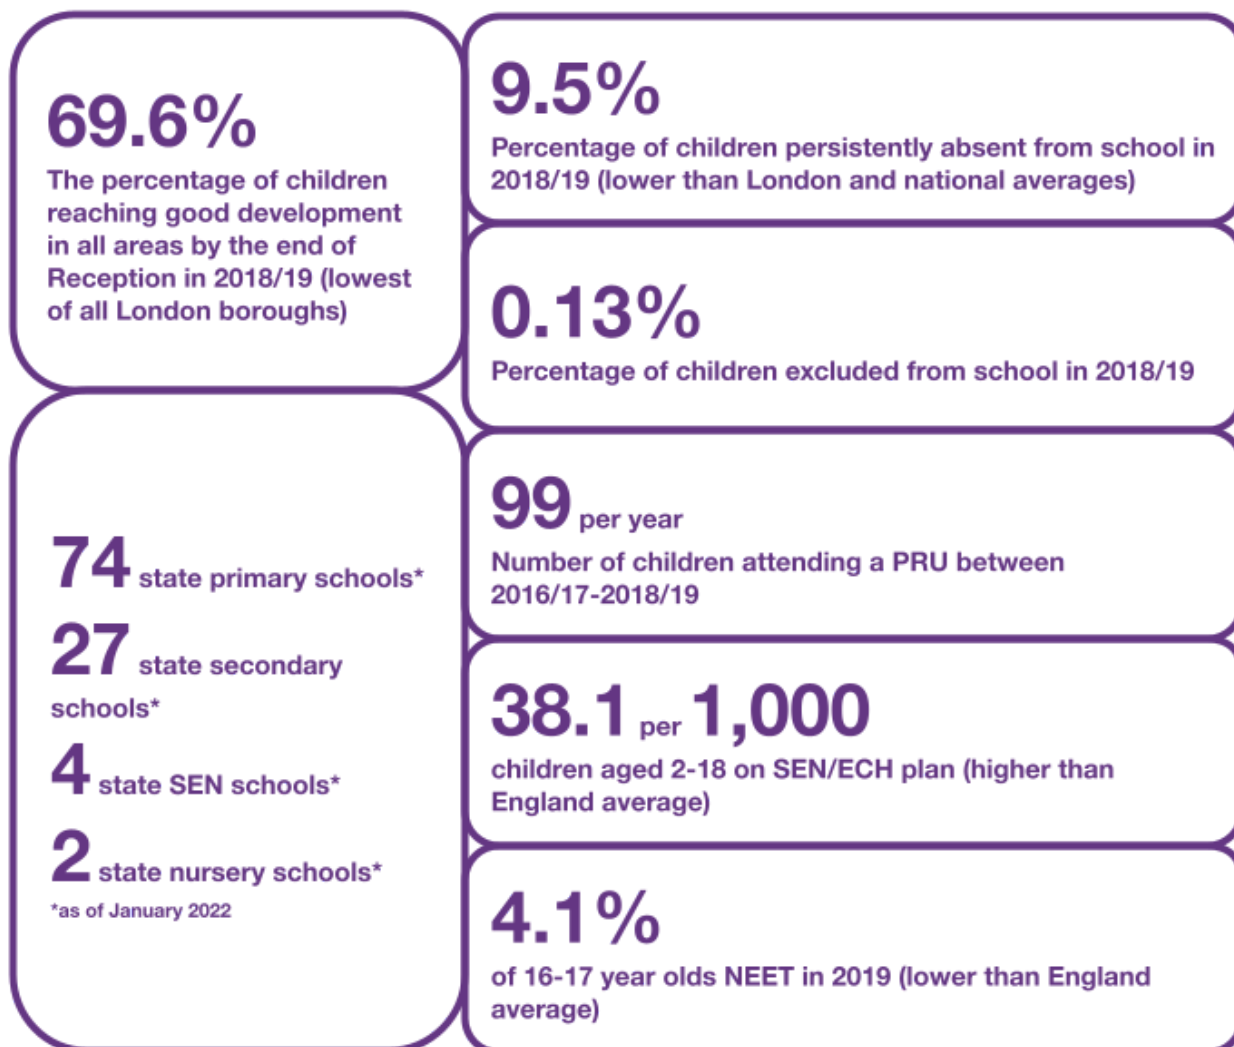 69.6%
The percentage of children
reaching good development
in all areas by the end of
Reception in 2018/19 (lowest
of all London boroughs)
74 state primary schools*
27 state secondary
schools*
4 state SEN schools*
2 state nursery schools*
*as of January 2022
9.5%
Percentage of children persistently absent from school in
2018/19 (lower than London and national averages)
0.13%
Percentage of children excluded from school in 2018/19
99 per year
Number of children attending a PRU between
2016/17-2018/19
38.1 per 1,000
children aged 2-18 on SEN/ECH plan (higher than
England average)
4.1%
of 16-17 year olds NEET in 2019 (lower than England
average)